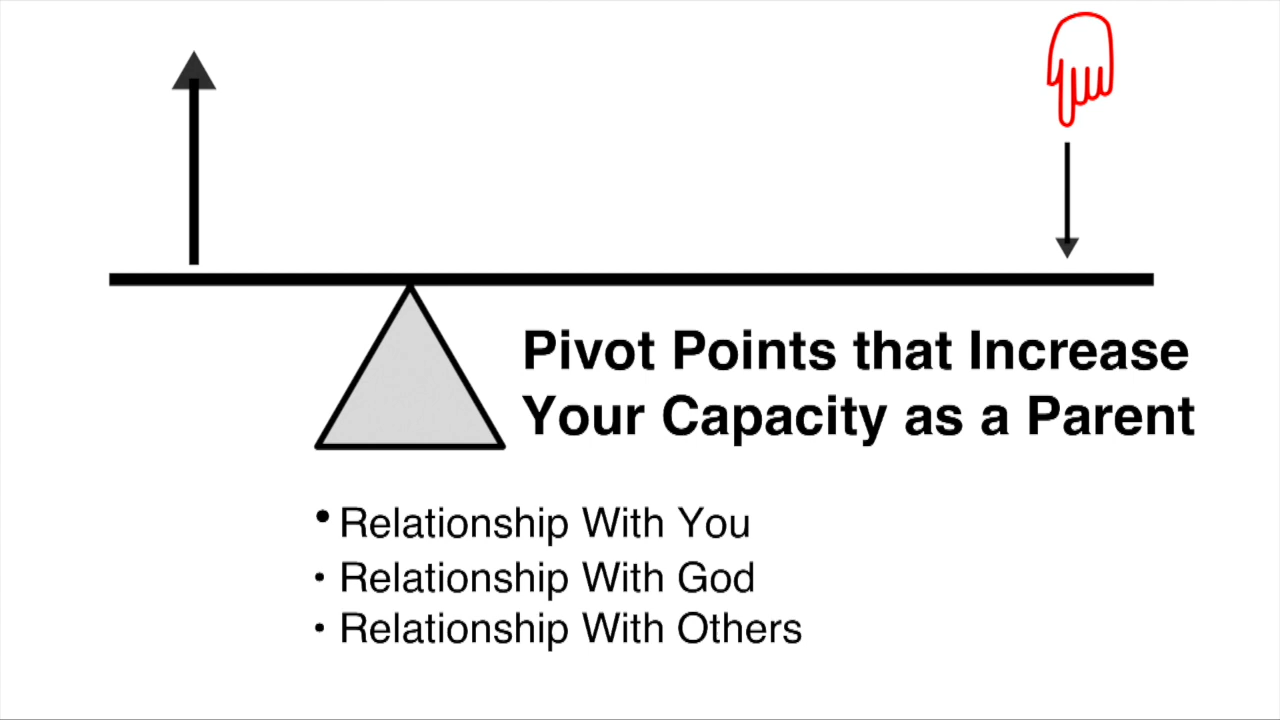 Pivot Points that Increase
Your Capacity as a Parent
• Relationship With You
• Relationship With God
• Relationship With Others